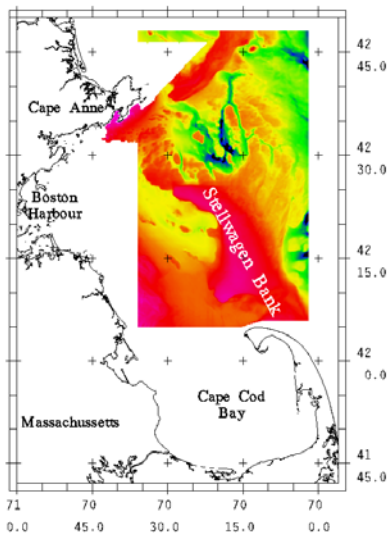 42
45.0
Cape Anne
42
30.0
Boston
Harbour
Stellwagen Bank
42
15.0
42
0.0
Cape Cod
Bay
Massachussetts
41
45.0
71 70 70 70 70
0.0 45.0 30.0 15.0 0.0